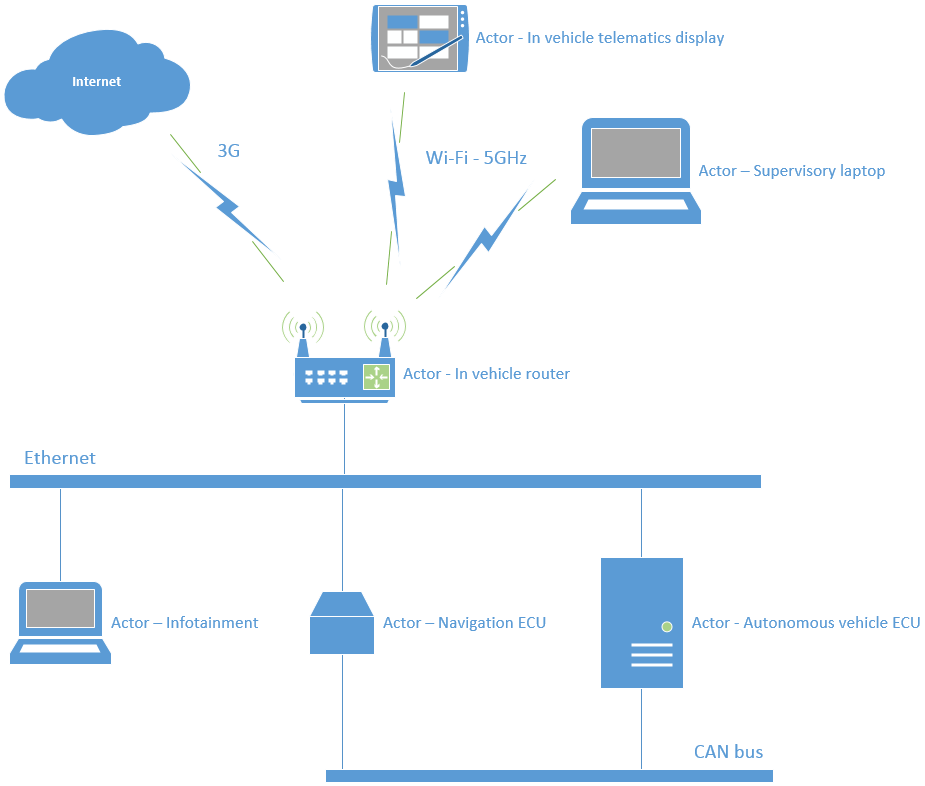 Actor - In vehicle telematics display
Internet
3G
Wi-Fi - 5GHz
Actor – Supervisory laptop
Actor - In vehicle router
Ethernet
Actor – Infotainment
Actor – Navigation ECU
Actor - Autonomous vehicle ECU
CAN bus